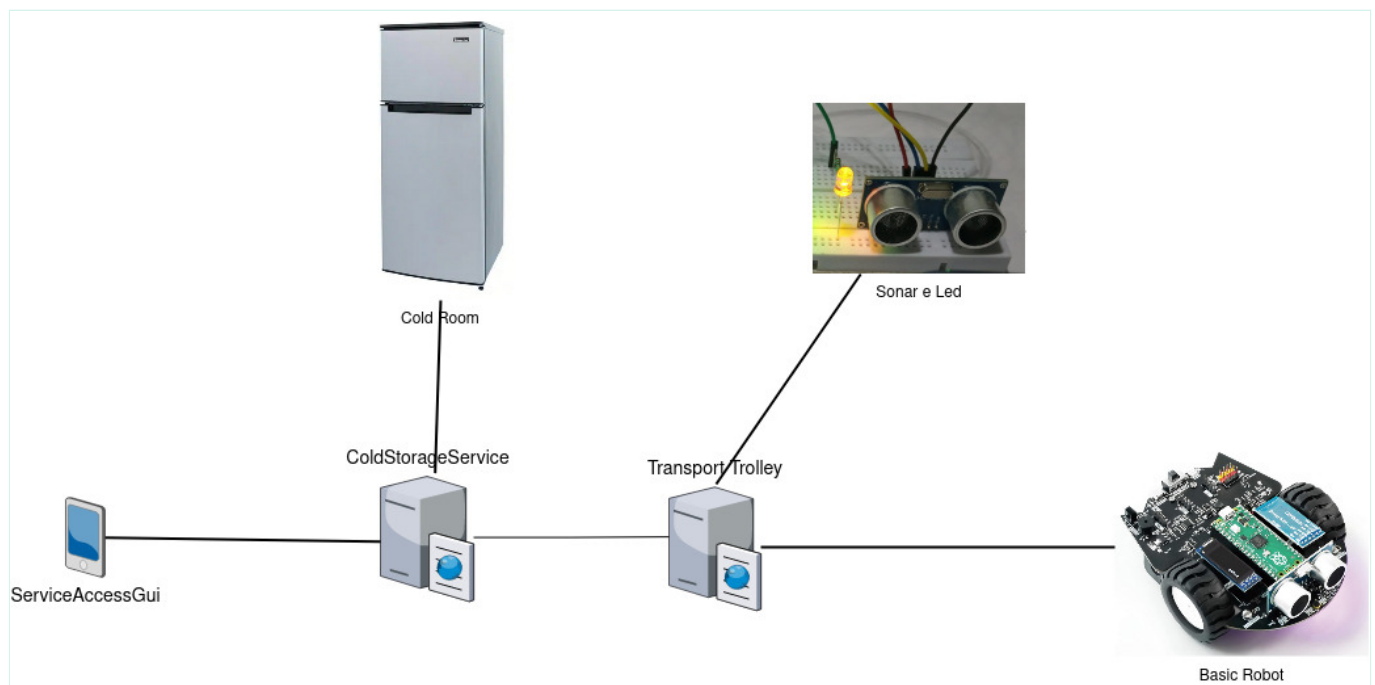 Cold Room
Sonar e Led
ColdStorageService
Transport Trolley
ServiceAccessGui
Basic Robot